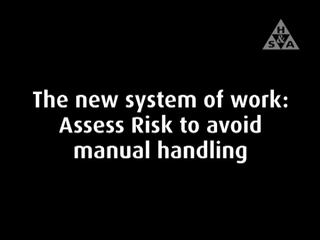 H
& 
S A
The new system of work:
Assess Risk to avoid
manual handling